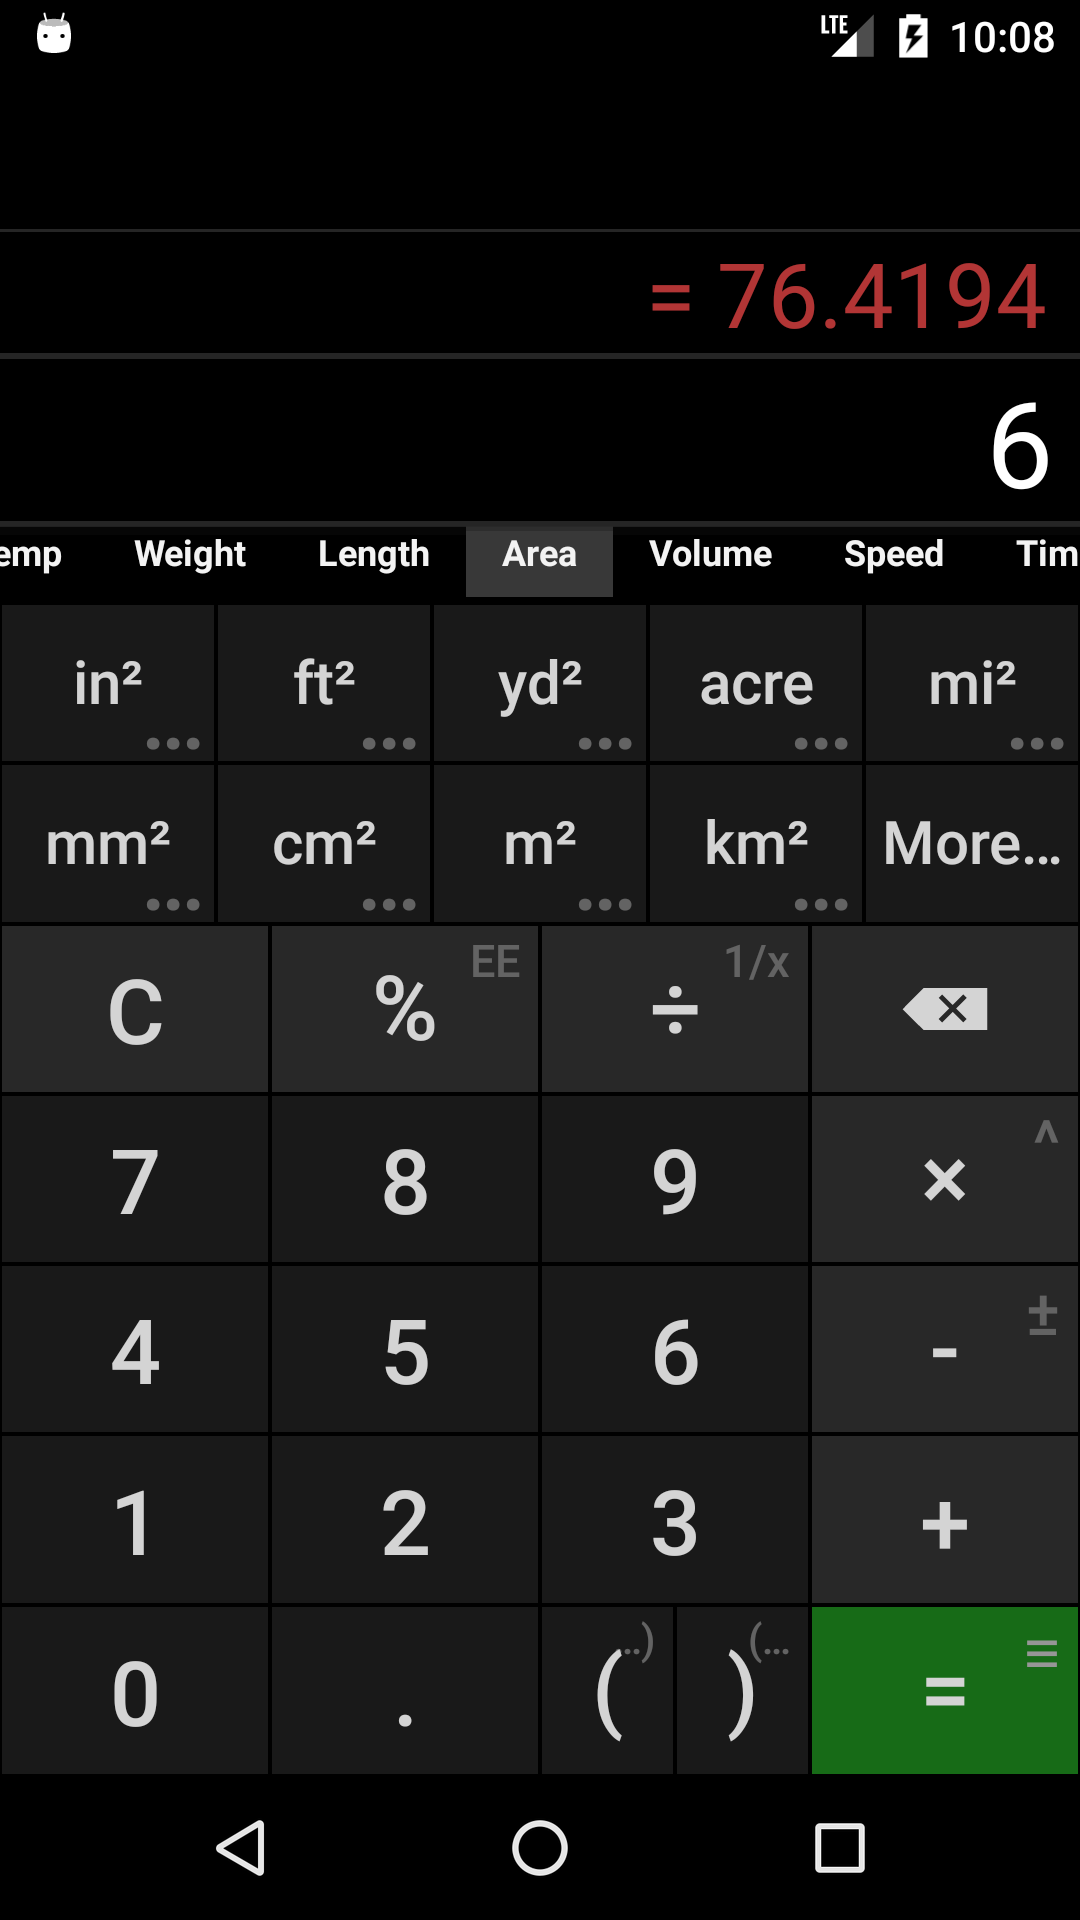 LTE 10:08
= 76.4194
6
emp Weight Length Area Volume Speed Tim
in² ft² yd² acre mi²
mm² cm² m² km² More...
C % EE ÷ 1/x
7 8 9 × ^
4 5 6 - ±
1 2 3 +
0 . ( ..) ) (... =